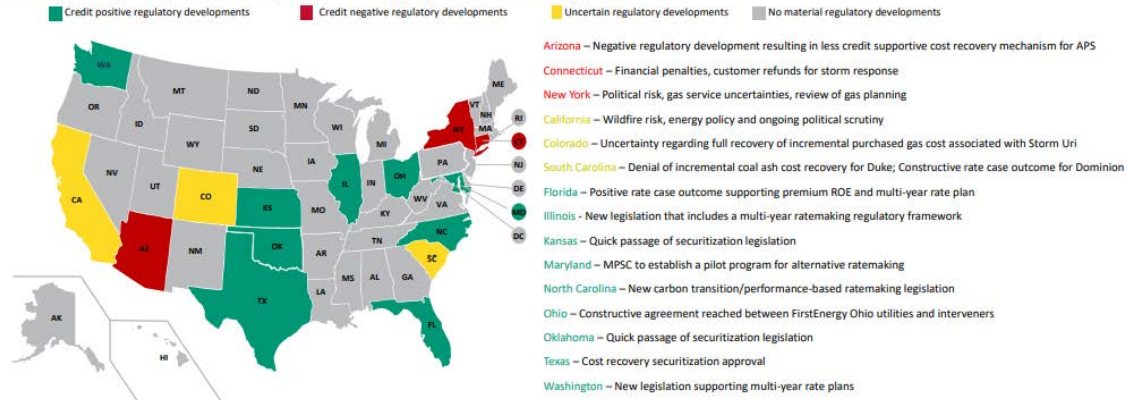 Credit positive regulatory developments
Credit negative regulatory developments
Uncertain regulatory developments
No material regulatory developments
WA
OR
CA
NV
ID
MT
WY
UT
AZ
CO
NM
ND
SD
NE
KS
OK
TX
MN
IA
MO
AR
LA
WI
IL
MI
IN
OH
KY
TN
MS
AL
GA
FL
SC
NC
VA
WV
PA
NY
VT
NH
MA
ME
RI
CT
NJ
DE
MD
DC
AK
HI
Arizona – Negative regulatory development resulting in less credit supportive cost recovery mechanism for APS
Connecticut – Financial penalties, customer refunds for storm response
New York – Political risk, gas service uncertainties, review of gas planning
California – Wildfire risk, energy policy and ongoing political scrutiny
Colorado – Uncertainty regarding full recovery of incremental purchased gas cost associated with Storm Uri
South Carolina – Denial of incremental coal ash cost recovery for Duke; Constructive rate case outcome for Dominion
Florida – Positive rate case outcome supporting premium ROE and multi-year rate plan
Illinois - New legislation that includes a multi-year ratemaking regulatory framework
Kansas – Quick passage of securitization legislation
Maryland – MPSC to establish a pilot program for alternative ratemaking
North Carolina – New carbon transition/performance-based ratemaking legislation
Ohio – Constructive agreement reached between FirstEnergy Ohio utilities and interveners
Oklahoma – Quick passage of securitization legislation
Texas – Cost recovery securitization approval
Washington – New legislation supporting multi-year rate plans